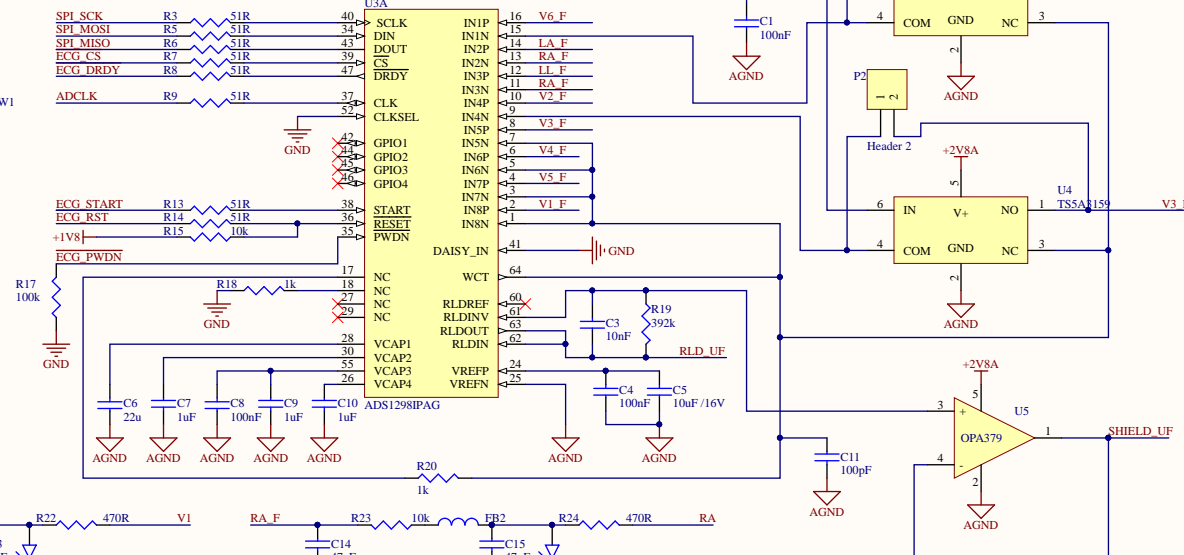 U3A
SPI_SCK R3 51R 40 SCLK IN1P 16 V6_F
SPI_MOSI R5 51R 34 DIN IN1N 15
SPI_MISO R6 51R 43 DOUT IN2P 14 LA_F
ECG_CS R7 51R 39 CS IN2N 13 RA_F
ECG_DRDY R8 51R 47 DRDY IN3P 12 LL_F
IN3N 11 RA_F
W1 ADCLK R9 51R 37 CLK IN4P 10 V2_F
52 CLKSEL IN4N 9
GND
IN5P 8 V3_F
42 GPIO1 IN5N 7
44 GPIO2 IN6P 6 V4_F
45 GPIO3 IN6N 5
46 GPIO4 IN7P 4 V5_F
IN7N 3
ECG_START R13 51R 38 START IN8P 2 V1_F
ECG_RST R14 51R 36 RESET IN8N 1
+1V8 R15 10k 35 PWDN
ECG_PWDN
DAISY_IN 41 GND
17 NC WCT 64
R17 100k
GND
R18 1k 18 NC
GND
27 NC RLDREF 60
29 NC RLDINV 61
RLDOUT 63
28 VCAP1 RLDIN 62
30 VCAP2
55 VCAP3 VREFP 24
26 VCAP4 VREFN 25
ADS1298IPAG
C3 10nF
R19 392k
RLD_UF
C4 100nF
C5 10uF /16V
C6 22u
C7 1uF
C8 100nF
C9 1uF
C10 1uF
AGND AGND AGND AGND AGND AGND AGND
R20
1k
C1 100nF
AGND
4 COM GND NC 3
2
AGND
P2
1 2
Header 2
+2V8A
5
U4
TS5A3159
6 IN V+ NO 1 V3_
4 COM GND NC 3
2
AGND
+2V8A
5
U5
3 + OPA379 1 SHIELD_UF
4 -
2
AGND
C11 100pF
AGND
R22 470R V1
RA_F R23 10k FB2 R24 470R RA
C14
C15